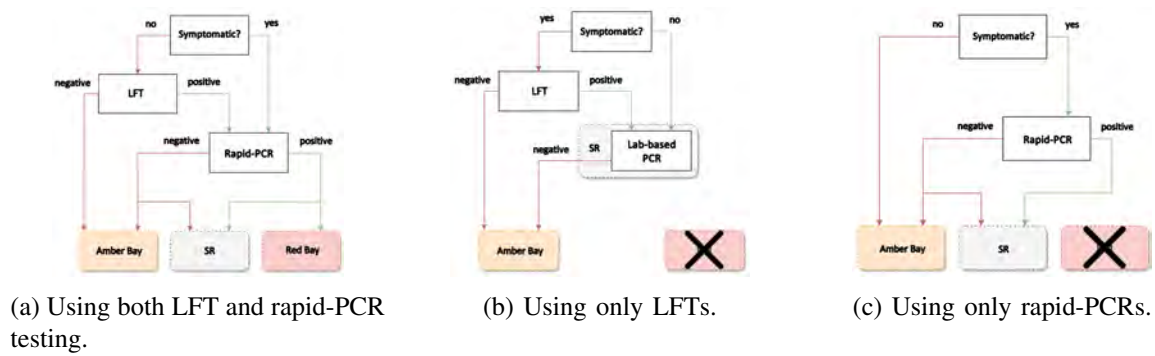 no
Symptomatic?
yes
negative
LFT
positive
negative
Rapid-PCR
positive
Amber Bay
SR
Red Bay
(a) Using both LFT and rapid-PCR
testing.
yes
Symptomatic?
no
negative
LFT
positive
negative
SR
Lab-based
PCR
Amber Bay
(b) Using only LFTs.
no
Symptomatic?
yes
negative
Rapid-PCR
positive
Amber Bay
SR
(c) Using only rapid-PCRs.